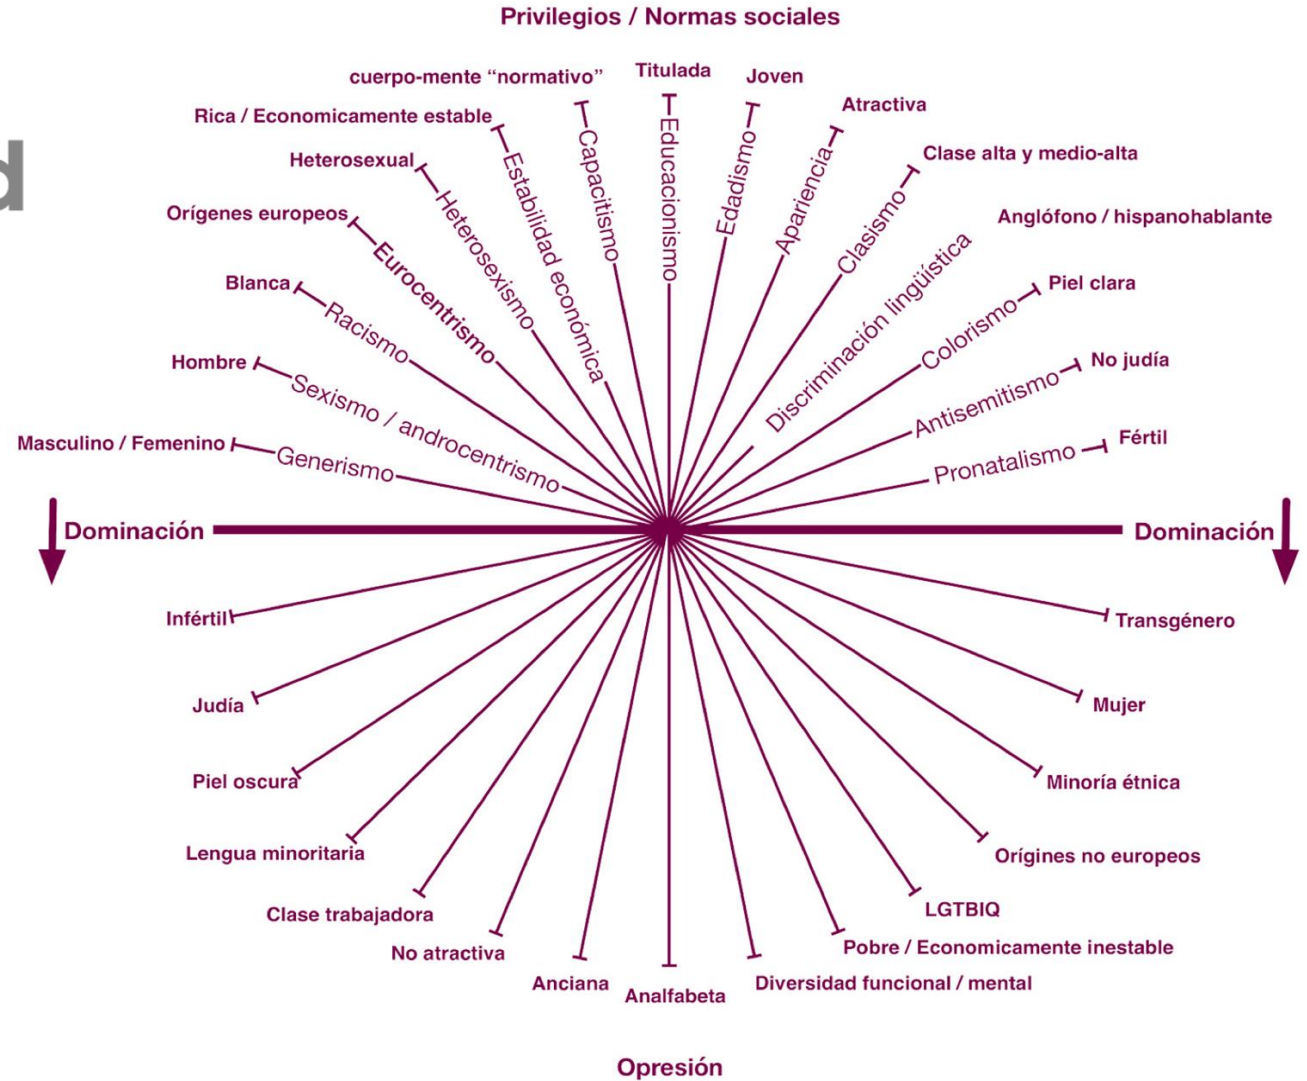 Privilegios / Normas sociales
cuerpo-mente “normativo”
Titulada
Joven
Rica / Economicamente estable
Atractiva
Heterosexual
Clase alta y medio-alta
Orígenes europeos
Anglófono / hispanohablante
Blanca
Piel clara
Hombre
No judía
Masculino / Femenino
Fértil
Generismo
Sexismo / androcentrismo
Racismo
Eurocentrismo
Heterosexismo
Estabilidad económica
Capacitismo
Educacionismo
Edadismo
Apariencia
Clasismo
Discriminación lingüística
Colorismo
Antisemitismo
Pronatalismo
d
Dominación
Dominación
Infértil
Transgénero
Judía
Mujer
Piel oscura
Minoría étnica
Lengua minoritaria
Orígines no europeos
Clase trabajadora
LGTBIQ
No atractiva
Pobre / Economicamente inestable
Anciana
Analfabeta
Diversidad funcional / mental
Opresión